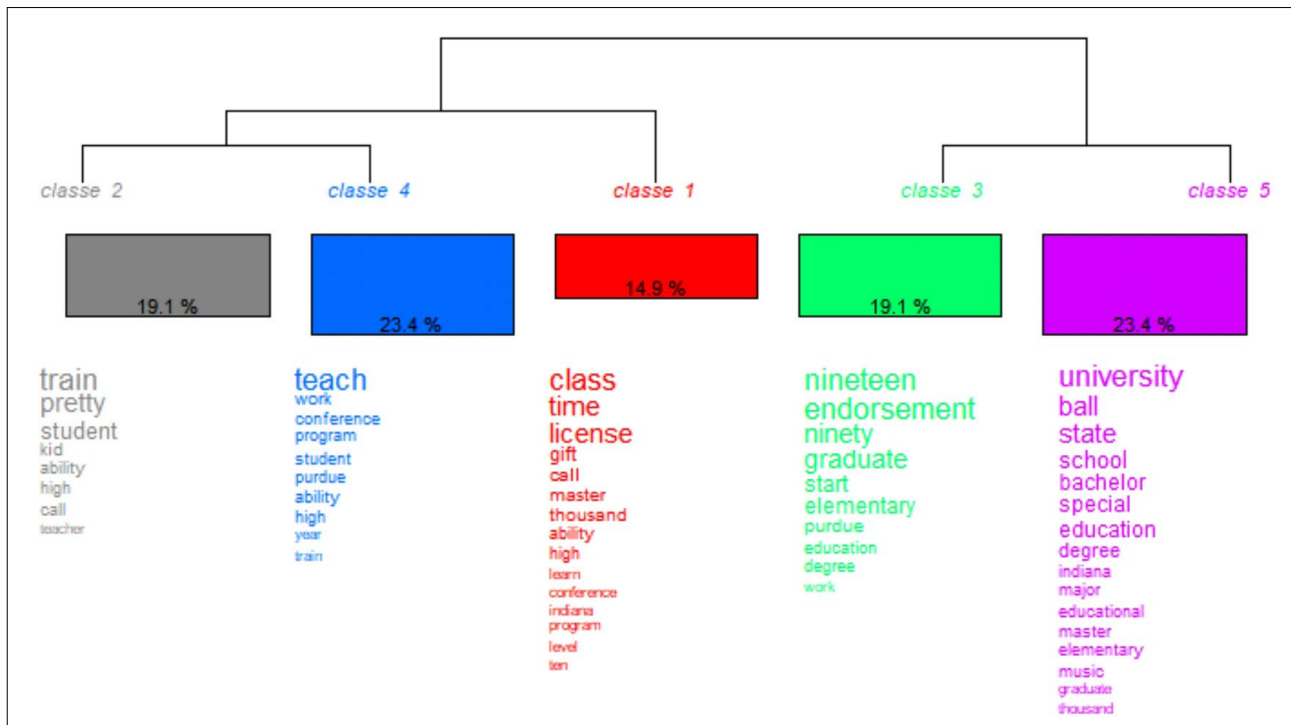 classe 2
classe 4
classe 1
classe 3
classe 5
19.1 %
23.4 %
14.9 %
19.1 %
23.4 %
train
pretty
student
kid
ability
high
call
teacher
teach
work
conference
program
student
purdue
ability
high
year
train
class
time
license
gift
call
master
thousand
ability
high
learn
conference
indiana
program
level
ten
nineteen
endorsement
ninety
graduate
start
elementary
purdue
education
degree
work
university
ball
state
school
bachelor
special
education
degree
indiana
major
educational
master
elementary
music
graduate
thousand